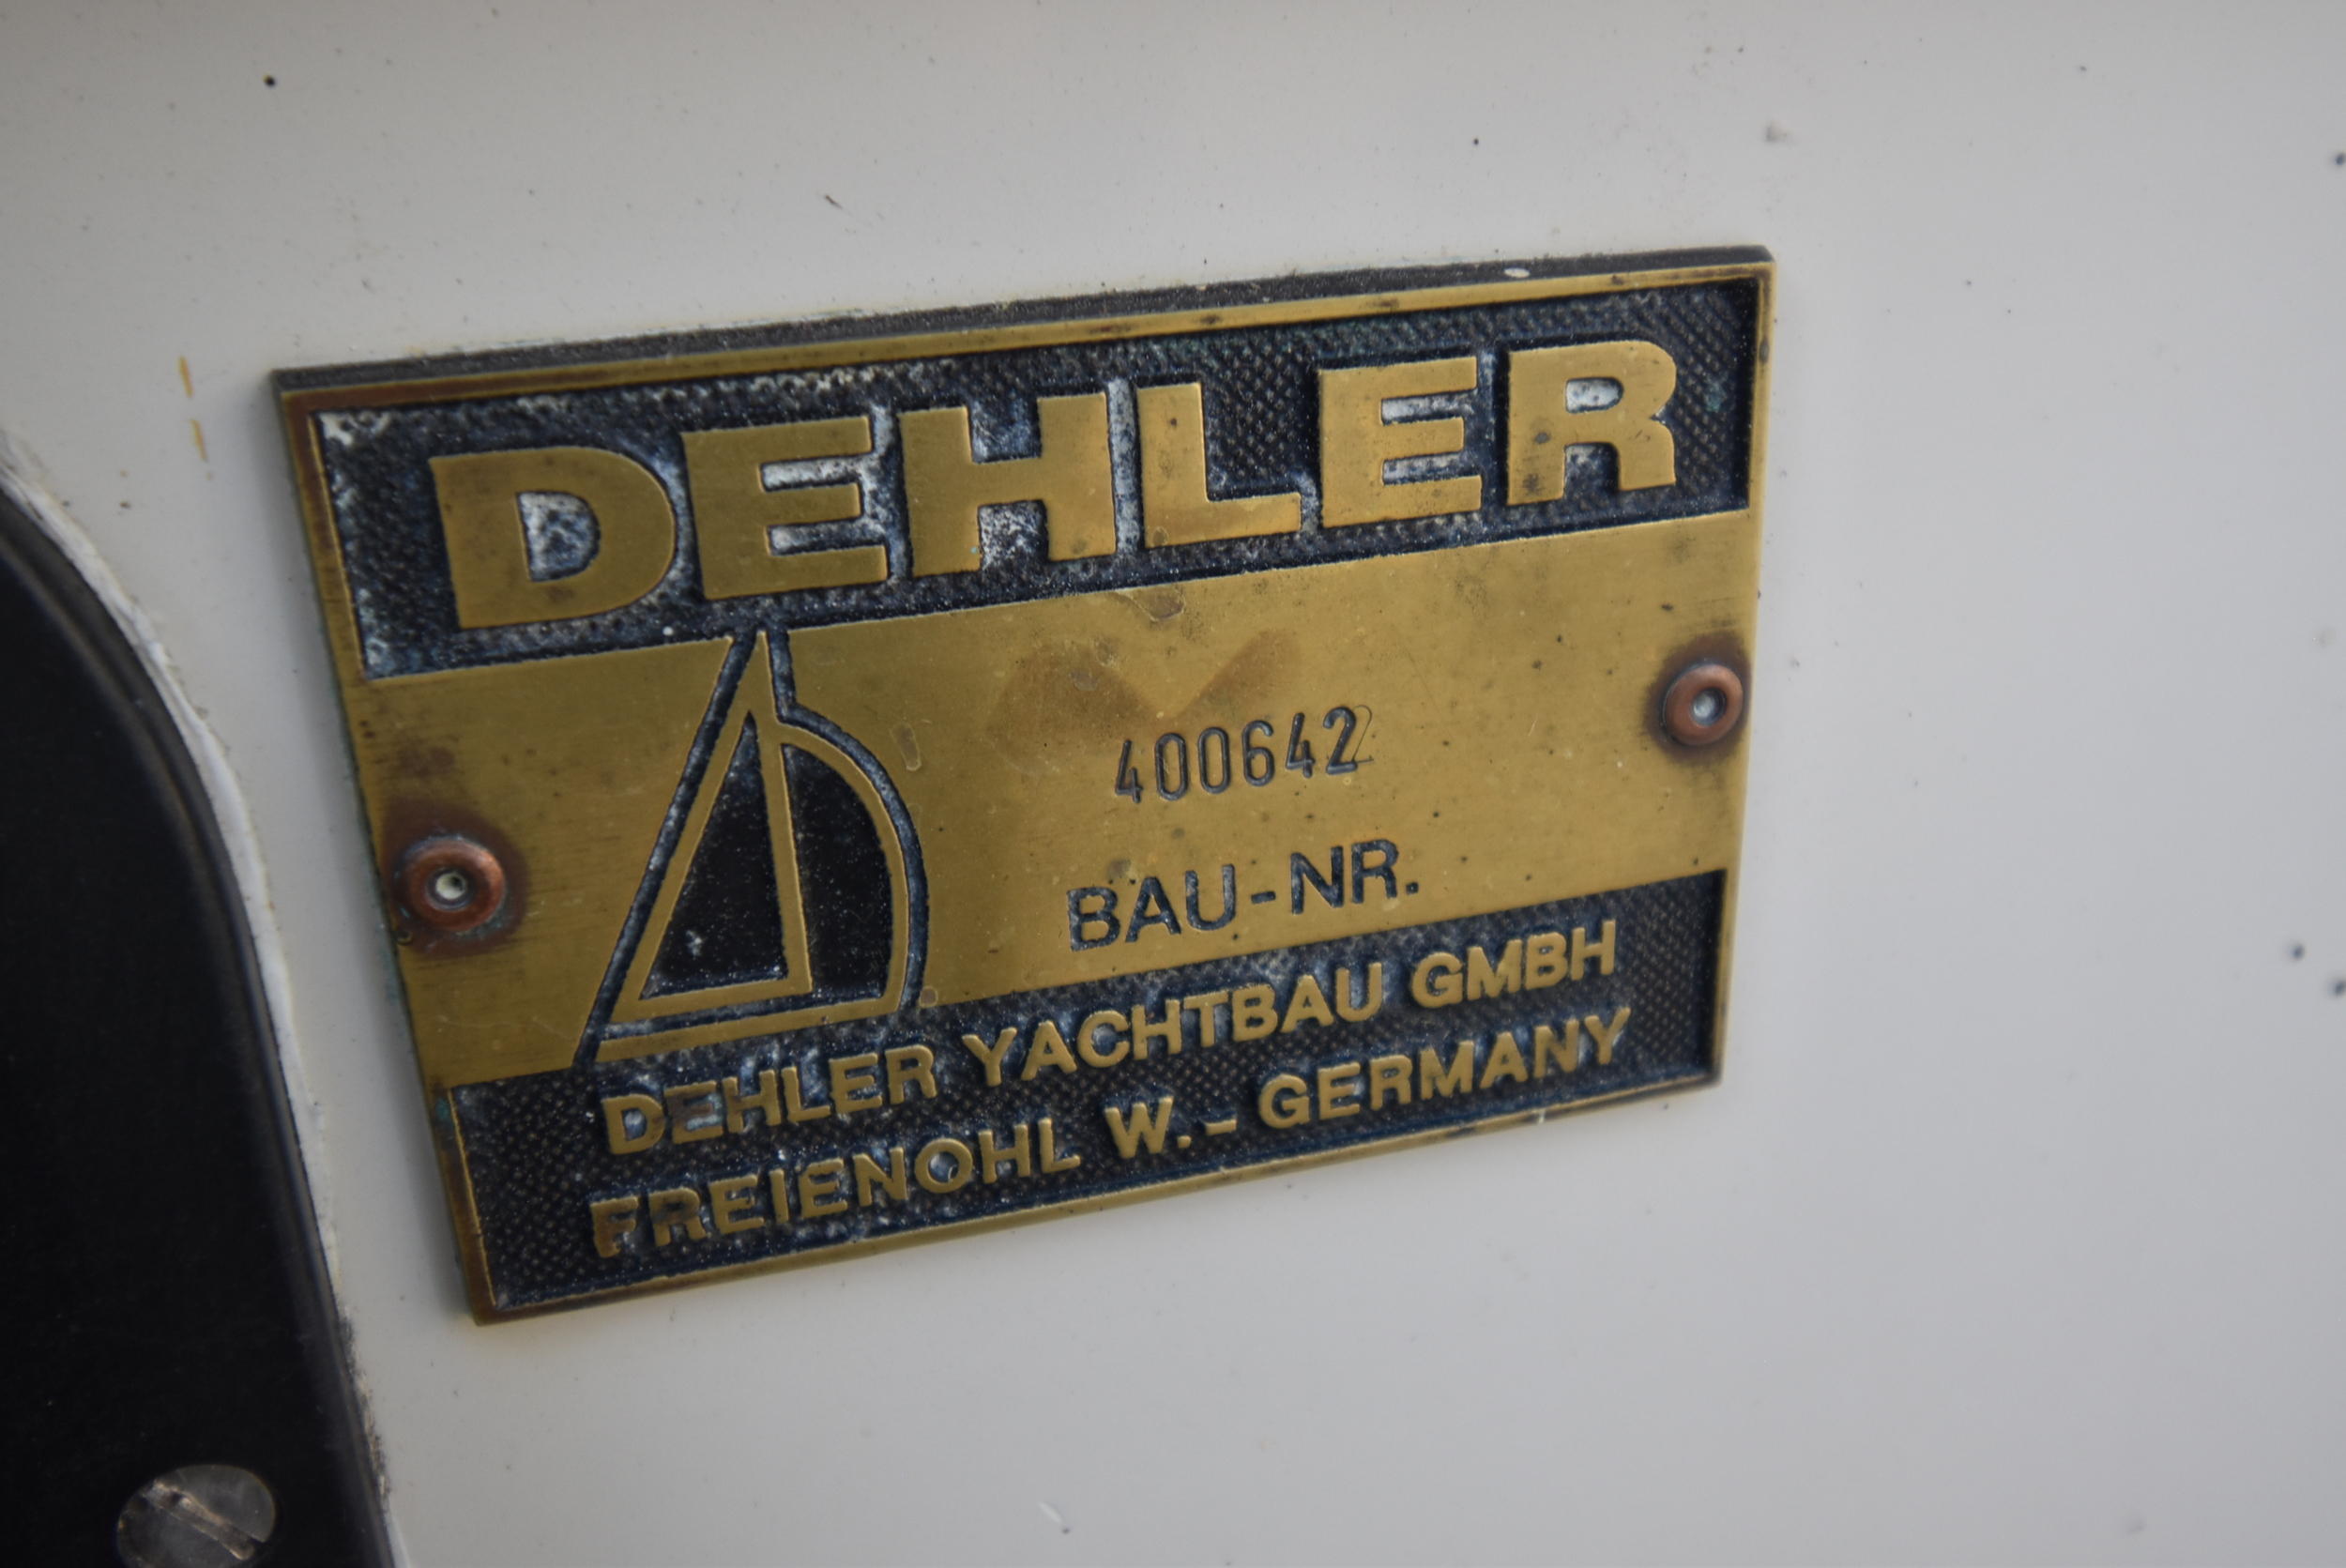 DEHLER
400642
BAU-NR.
DEHLER YACHTBAU GMBH
FREIENOHL W.- GERMANY